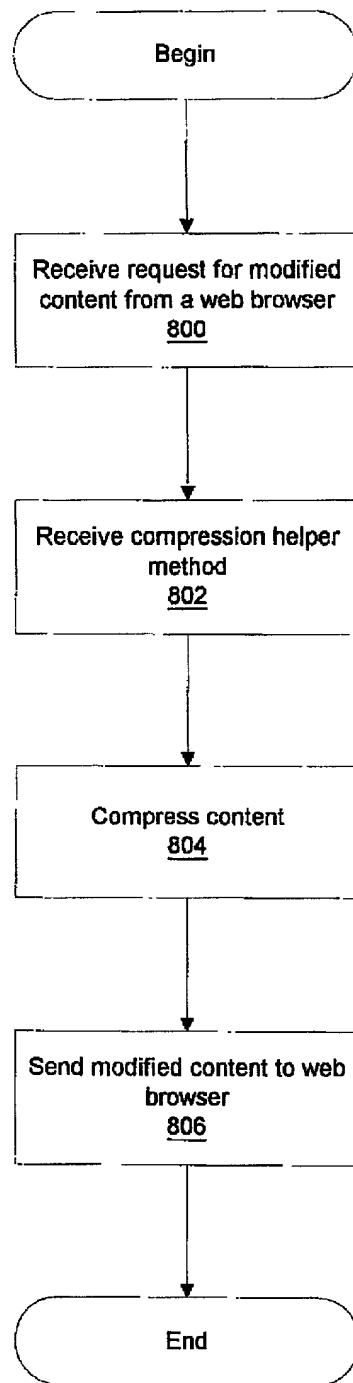 Begin
Receive request for modified
content from a web browser
800
Receive compression helper
method
802
Compress content
804
Send modified content to web
browser
806
End